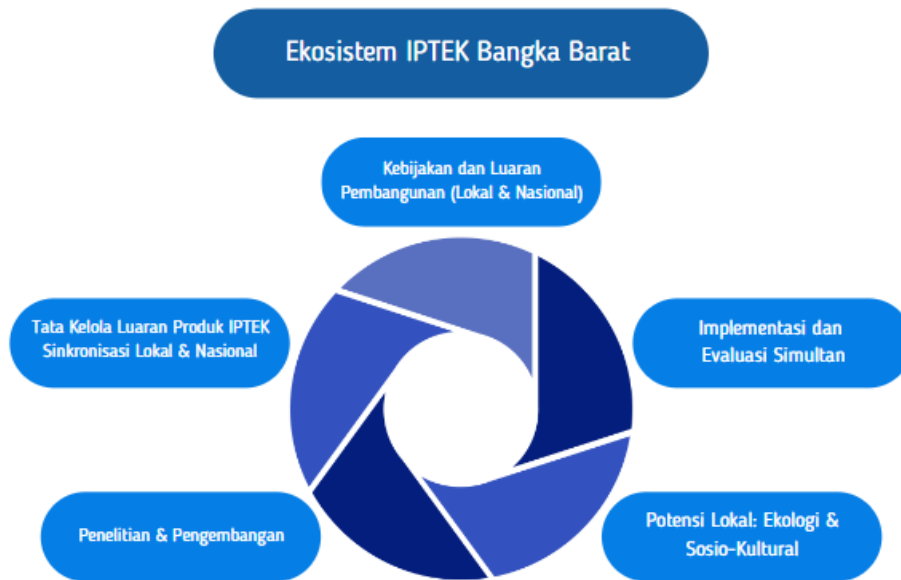 Ekosistem IPTEK Bangka Barat
Kebijakan dan Luaran
Pembangunan (Lokal & Nasional)
Tata Kelola Luaran Produk IPTEK
Sinkronisasi Lokal & Nasional
Implementasi dan
Evaluasi Simultan
Penelitian & Pengembangan
Potensi Lokal: Ekologi &
Sosio-Kultural